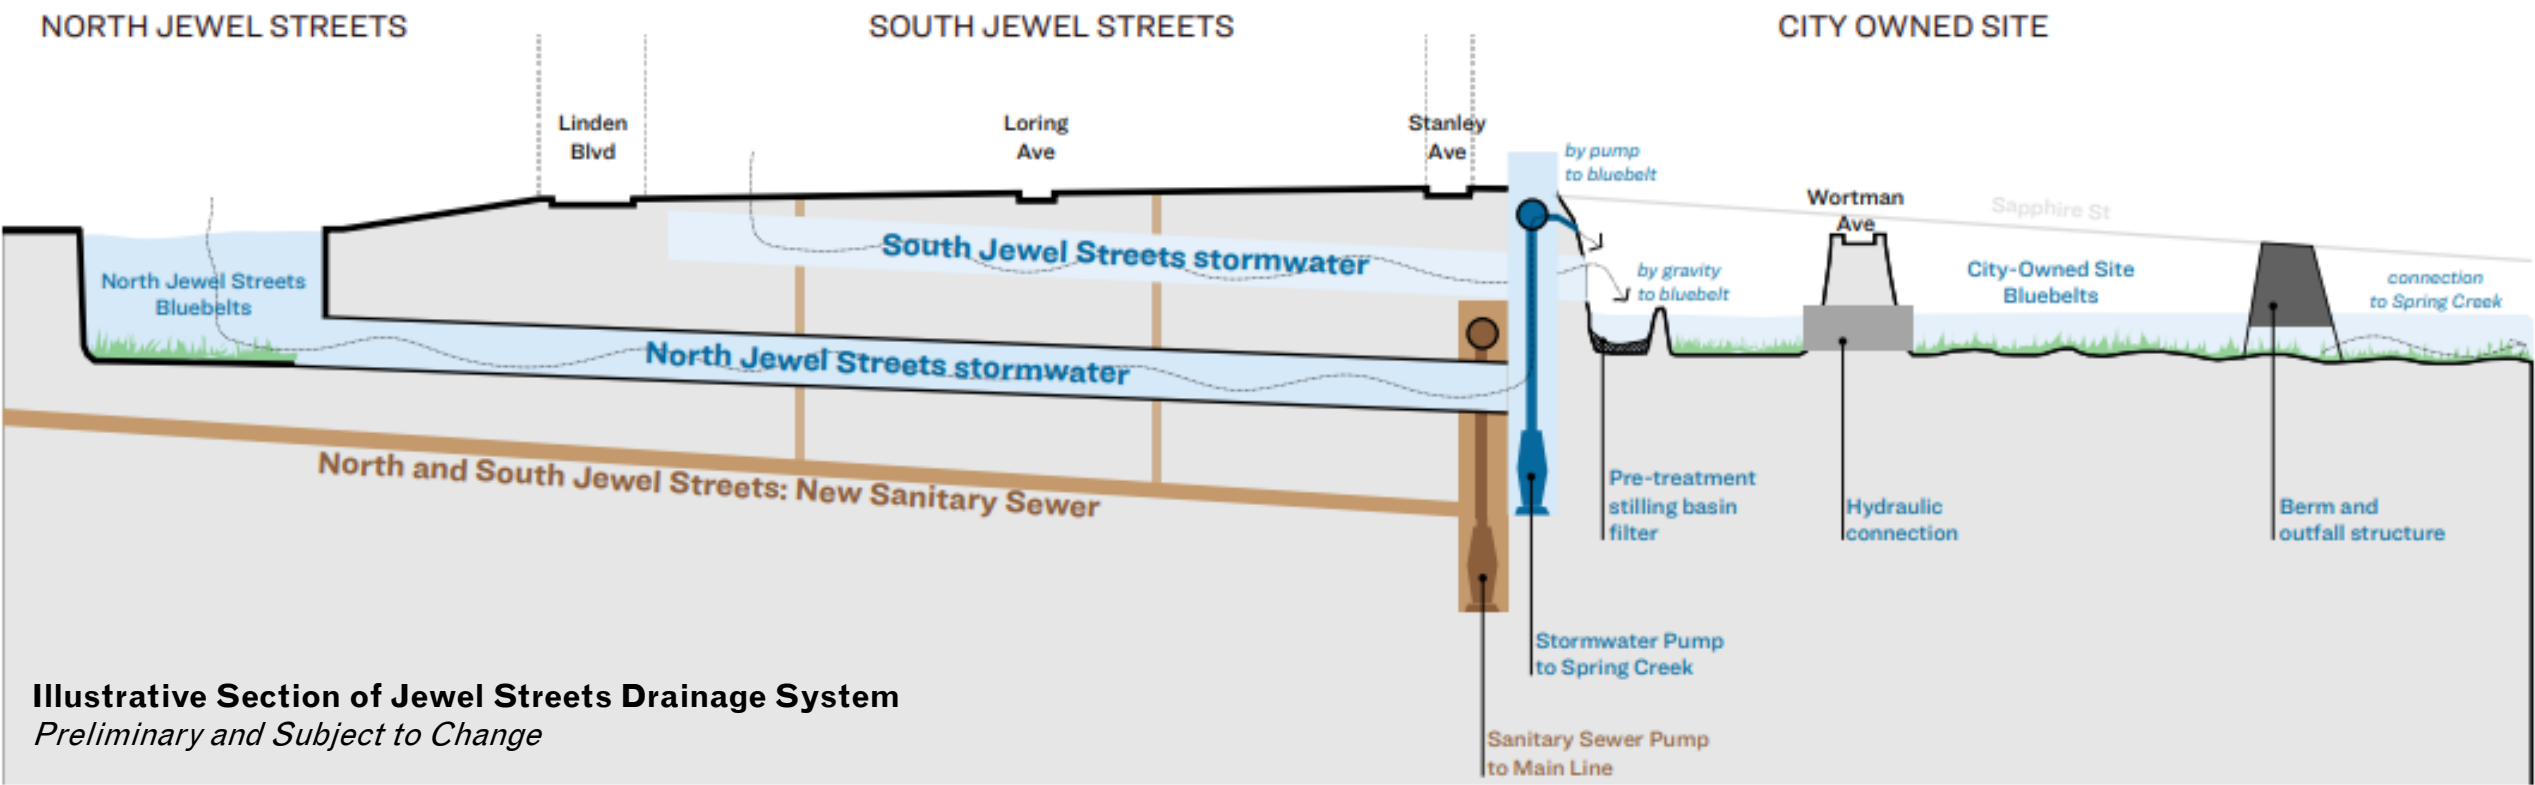 NORTH JEWEL STREETS
SOUTH JEWEL STREETS
CITY OWNED SITE
Linden
Blvd
Loring
Ave
Stanley
Ave
by pump
to bluebelt
Wortman
Ave
Sapphire St
North Jewel Streets
Bluebelts
South Jewel Streets stormwater
by gravity
to bluebelt
City-Owned Site
Bluebelts
connection
to Spring Creek
North Jewel Streets stormwater
North and South Jewel Streets: New Sanitary Sewer
Pre-treatment
stilling basin
filter
Hydraulic
connection
Berm and
outfall structure
Stormwater Pump
to Spring Creek
Sanitary Sewer Pump
to Main Line
Illustrative Section of Jewel Streets Drainage System
Preliminary and Subject to Change